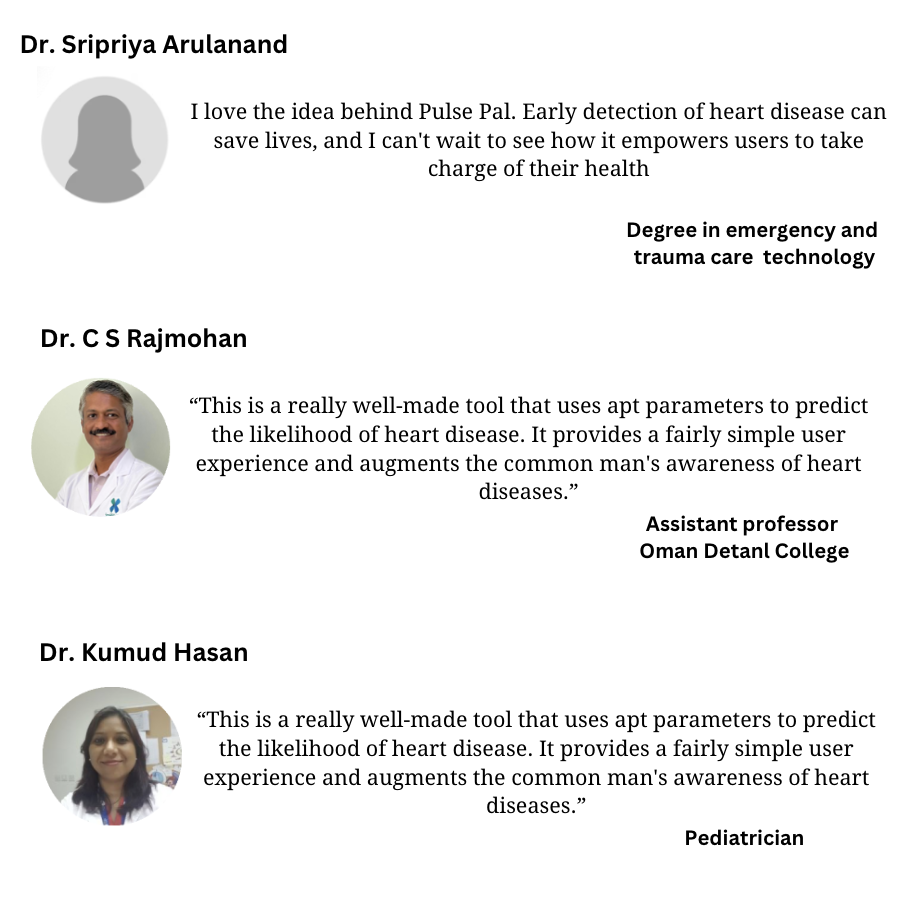 Dr. Sripriya Arulanand
I love the idea behind Pulse Pal. Early detection of heart disease can
save lives, and I can't wait to see how it empowers users to take
charge of their health
Degree in emergency and
trauma care  technology
Dr. C S Rajmohan
“This is a really well-made tool that uses apt parameters to predict
the likelihood of heart disease. It provides a fairly simple user
experience and augments the common man's awareness of heart
diseases.”
Assistant professor
Oman Detanl College
Dr. Kumud Hasan
“This is a really well-made tool that uses apt parameters to predict
the likelihood of heart disease. It provides a fairly simple user
experience and augments the common man's awareness of heart
diseases.”
Pediatrician